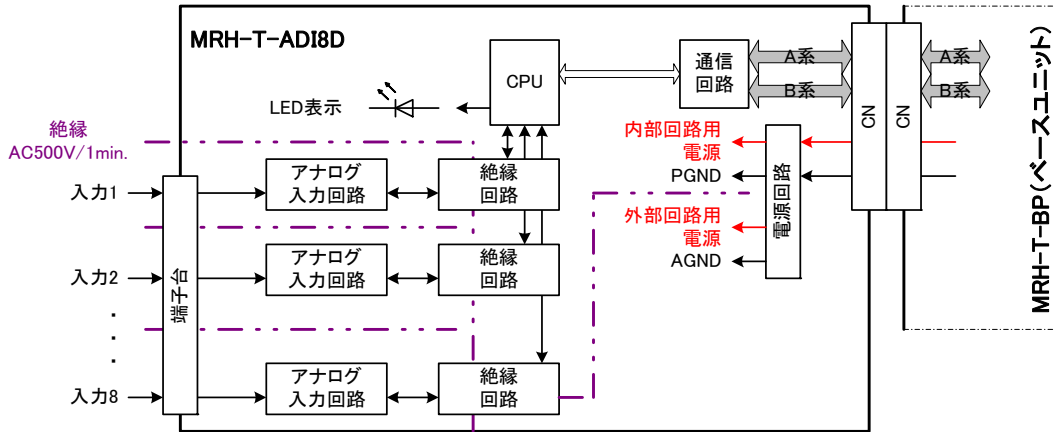 MRH-T-ADI8D
CPU
通信
回路
A系
B系
CN
CN
A系
B系
MRH-T-BP(ベースユニット)
LED表示
絶縁
AC500V/1min.
内部回路用
電源
PGND
外部回路用
電源
AGND
電源回路
端子台
入力1
アナログ
入力回路
絶縁
回路
入力2
アナログ
入力回路
絶縁
回路
・
・
・
入力8
アナログ
入力回路
絶縁
回路